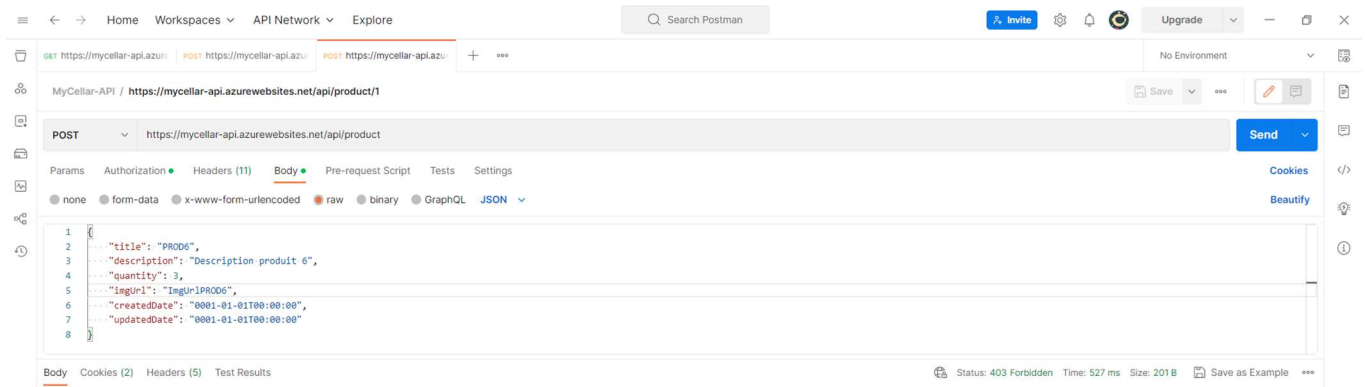 Home Workspaces API Network Explore Search Postman Invite Upgrade
GET https://mycellar-api.azure POST https://mycellar-api.azu POST https://mycellar-api.azu No Environment
MyCellar-API / https://mycellar-api.azurewebsites.net/api/product/1 Save
POST https://mycellar-api.azurewebsites.net/api/product Send
Params Authorization Headers (11) Body Pre-request Script Tests Settings Cookies
none form-data x-www-form-urlencoded raw binary GraphQL JSON Beautify
1 {
2 "title": "PROD6",
3 "description": "Description produit 6",
4 "quantity": 3,
5 "imgUrl": "ImgUrlPROD6",
6 "createdDate": "0001-01-01T00:00:00",
7 "updatedDate": "0001-01-01T00:00:00"
8 }
Body Cookies (2) Headers (5) Test Results Status: 403 Forbidden Time: 527 ms Size: 201 B Save as Example